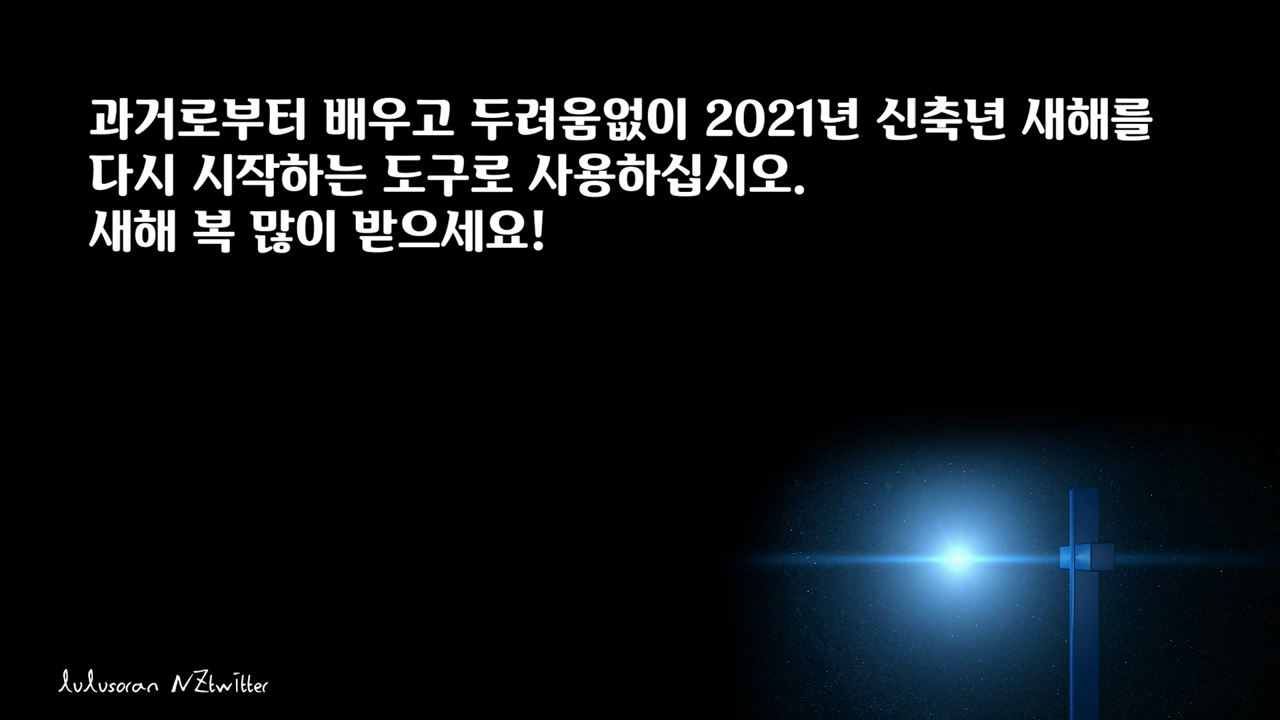 과거로부터 배우고 두려움없이 2021년 신축년 새해를
다시 시작하는 도구로 사용하십시오.
새해 복 많이 받으세요!
lulusoran NZtwitter